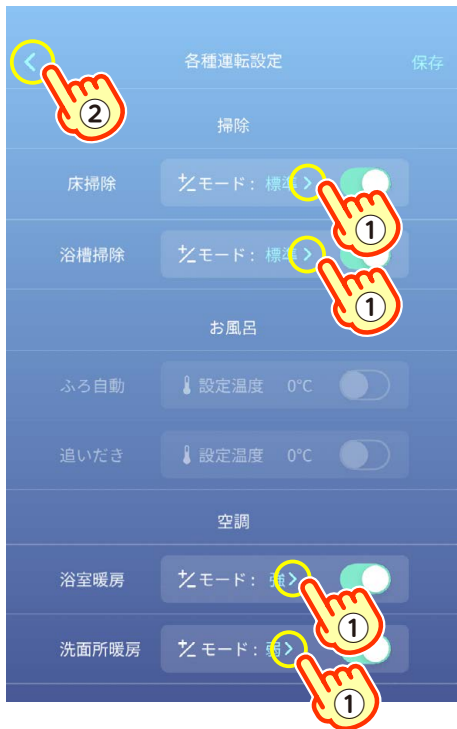 各種運転設定 保存
②
掃除
床掃除 モード： 標準
①
浴槽掃除 モード： 標準
①
お風呂
ふろ自動 設定温度 0℃
追いだき 設定温度 0℃
空調
浴室暖房 モード： 強
①
洗面所暖房 モード： 弱
①